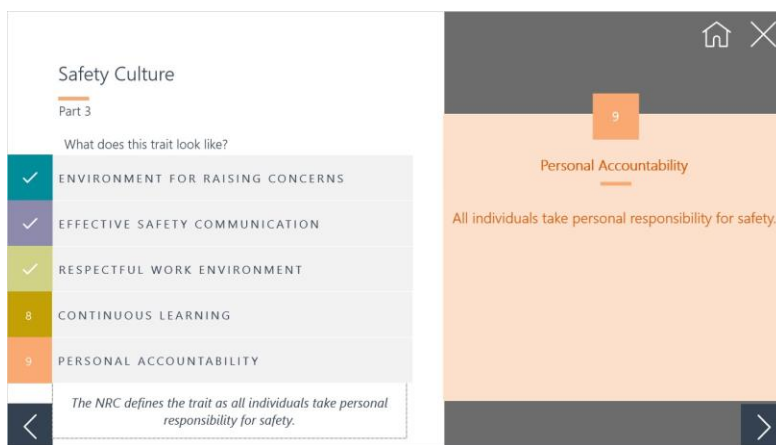 Safety Culture
Part 3
What does this trait look like?
ENVIRONMENT FOR RAISING CONCERNS
EFFECTIVE SAFETY COMMUNICATION
RESPECTFUL WORK ENVIRONMENT
8 CONTINUOUS LEARNING
9 PERSONAL ACCOUNTABILITY
The NRC defines the trait as all individuals take personal
responsibility for safety.
9
Personal Accountability
All individuals take personal responsibility for safety.